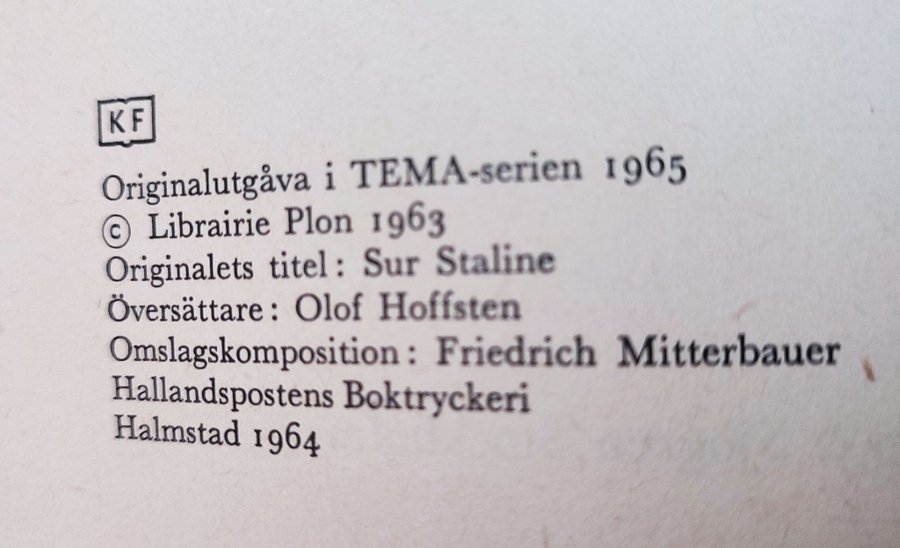 KF
Originalutgåva i TEMA-serien 1965
© Librairie Plon 1963
Originalets titel: Sur Staline
Översättare: Olof Hoffsten
Omslagskomposition: Friedrich Mitterbauer
Hallandspostens Boktryckeri
Halmstad 1964